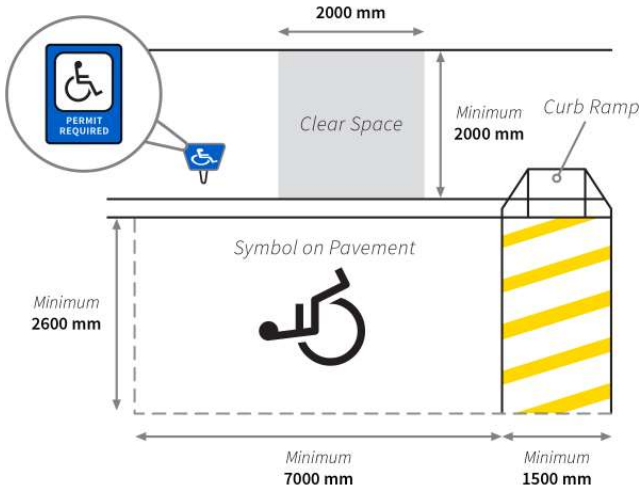 2000 mm
PERMIT
REQUIRED
Clear Space
Minimum
2000 mm
Curb Ramp
Symbol on Pavement
Minimum
2600 mm
Minimum
7000 mm
Minimum
1500 mm